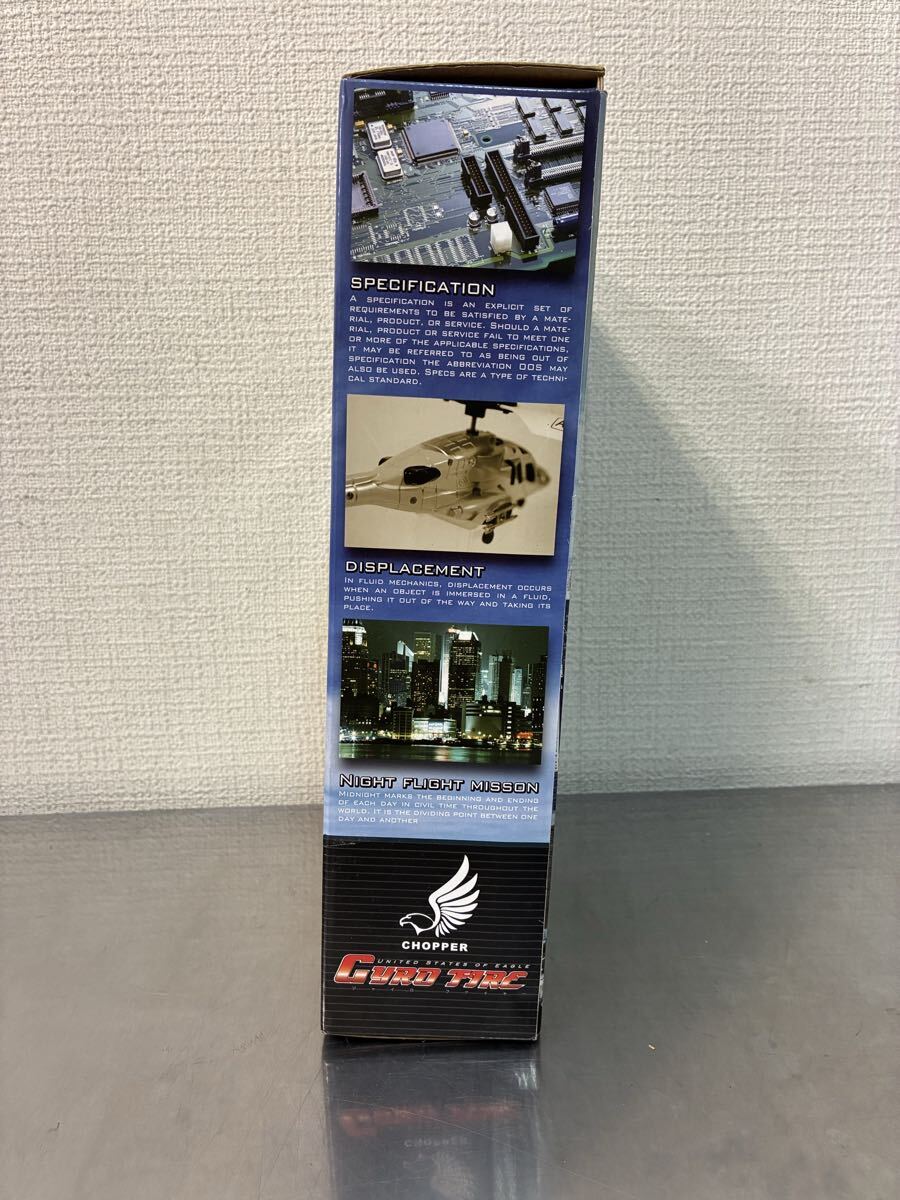 SPECIFICATION
A SPECIFICATION IS AN EXPLICIT SET OF
REQUIREMENTS TO BE SATISFIED BY A MATE-
RIAL, PRODUCT, OR SERVICE. SHOULD A MATE-
RIAL, PRODUCT OR SERVICE FAIL TO MEET ONE
OR MORE OF THE APPLICABLE SPECIFICATIONS,
IT MAY BE REFERRED TO AS BEING OUT OF
SPECIFICATION THE ABBREVIATION OOS MAY
ALSO BE USED. SPECS ARE A TYPE OF TECHNI-
CAL STANDARD.
DISPLACEMENT
IN FLUID MECHANICS, DISPLACEMENT OCCURS
WHEN AN OBJECT IS IMMERSED IN A FLUID,
PUSHING IT OUT OF THE WAY AND TAKING ITS
PLACE.
NIGHT FLIGHT MISSON
MIDNIGHT MARKS THE BEGINNING AND ENDING
OF EACH DAY IN CIVIL TIME THROUGHOUT THE
WORLD. IT IS THE DIVIDING POINT BETWEEN ONE
DAY AND ANOTHER
CHOPPER
UNITED STATES OF EAGLE
GYRO FIRE